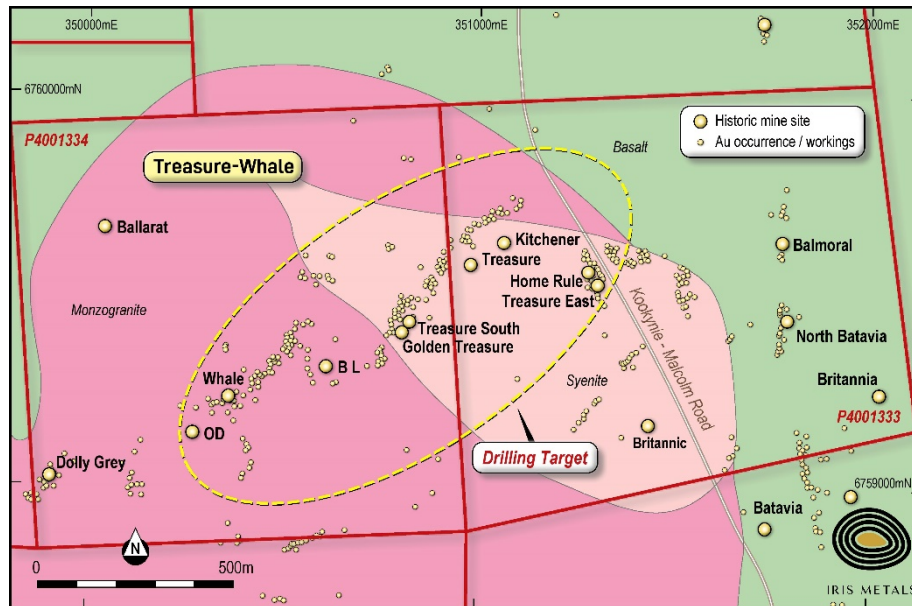 350000mE
351000mE
352000mE
6760000mN
P4001334
Historic mine site
Au occurrence / workings
Basalt
Treasure-Whale
Ballarat
Kitchener
Treasure
Balmoral
Home Rule
Treasure East
Monzogranite
Kookynie - Malcolm Road
Treasure South
Golden Treasure
North Batavia
B L
Whale
Syenite
Britannia
P4001333
OD
Britannic
Drilling Target
Dolly Grey
6759000mN
Batavia
N
0
500m
IRIS METALS